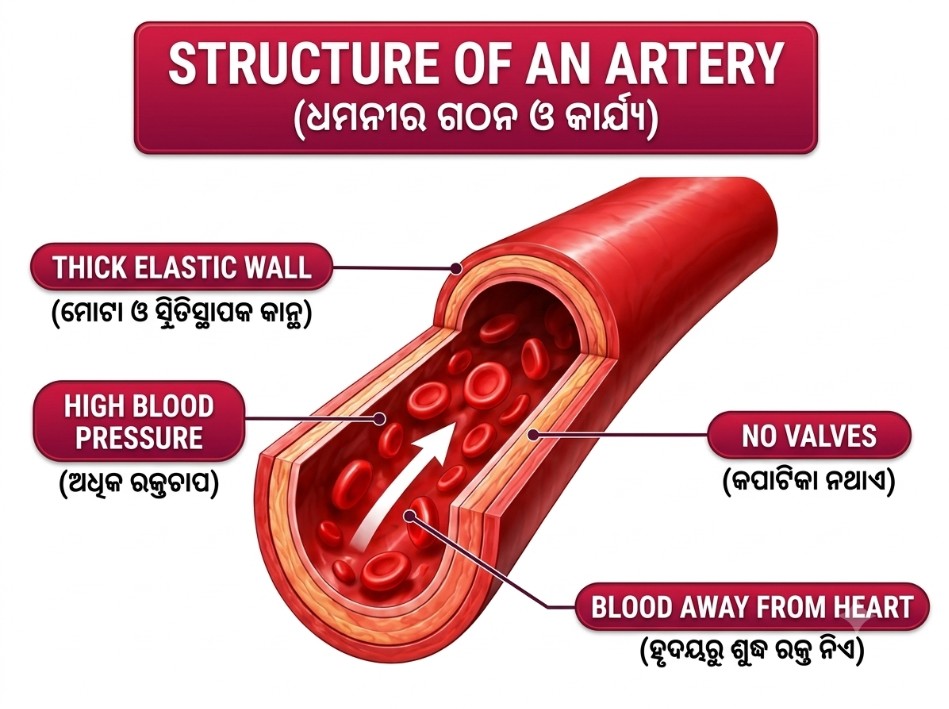 STRUCTURE OF AN ARTERY
(ଧମନୀର ଗଠନ ଓ କାର୍ଯ୍ୟ)
THICK ELASTIC WALL
(ମୋଟା ଓ ସ୍ଥିତିସ୍ଥାପକ କାନ୍ଥ)
HIGH BLOOD
PRESSURE
(ଅଧିକ ରକ୍ତଚାପ)
NO VALVES
(କପାଟିକା ନଥାଏ)
BLOOD AWAY FROM HEART
(ହୃଦୟରୁ ଶୁଦ୍ଧ ରକ୍ତ ନିଏ)